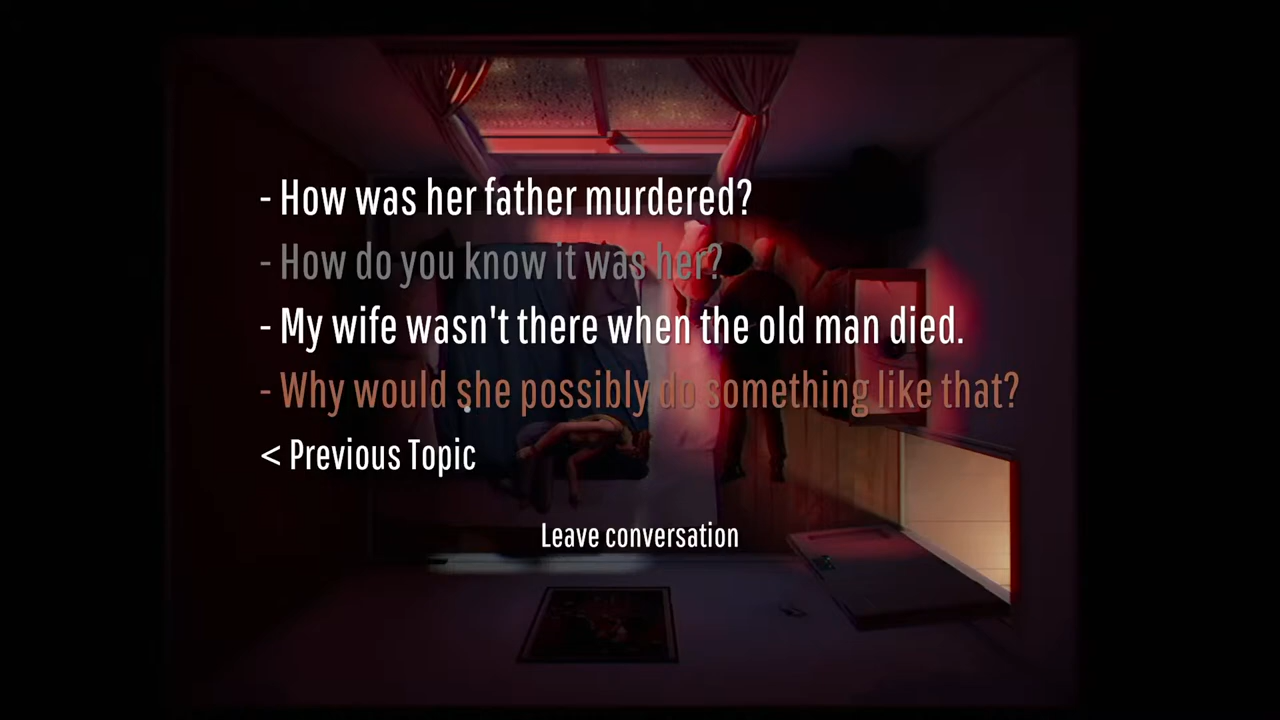 - How was her father murdered?
- How do you know it was her?
- My wife wasn't there when the old man died.
- Why would she possibly do something like that?
< Previous Topic
Leave conversation